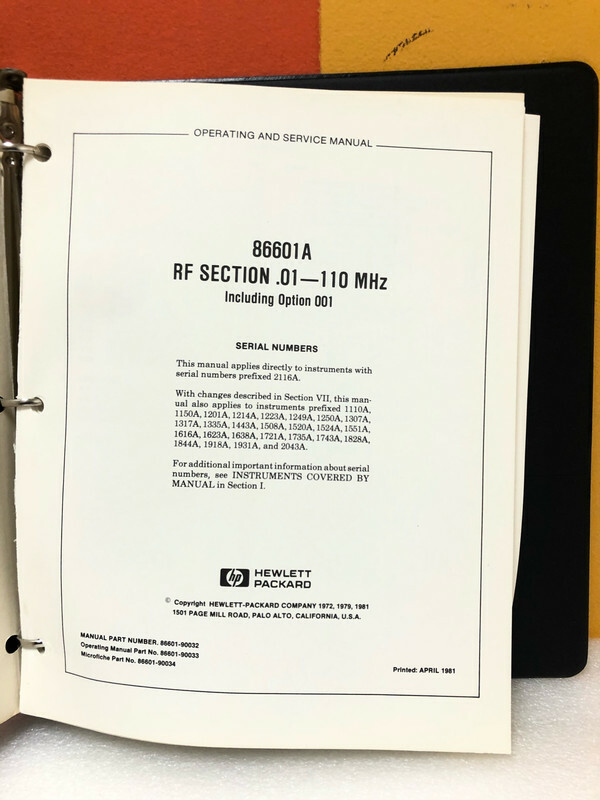 OPERATING AND SERVICE MANUAL
86601A
RF SECTION .01—110 MHz
Including Option 001
SERIAL NUMBERS
This manual applies directly to instruments with
serial numbers prefixed 2116A.
With changes described in Section VII, this man-
ual also applies to instruments prefixed 1110A,
1150A, 1201A, 1214A, 1223A, 1249A, 1250A, 1307A,
1317A, 1335A, 1443A, 1508A, 1520A, 1524A, 1551A,
1616A, 1623A, 1638A, 1721A, 1735A, 1743A, 1828A,
1844A, 1918A, 1931A, and 2043A.
For additional important information about serial
numbers, see INSTRUMENTS COVERED BY
MANUAL in Section I.
hp HEWLETT
PACKARD
© Copyright HEWLETT-PACKARD COMPANY 1972, 1979, 1981
1501 PAGE MILL ROAD, PALO ALTO, CALIFORNIA, U.S.A.
MANUAL PART NUMBER. 86601-90032
Operating Manual Part No. 86601-90033
Microfiche Part No. 86601-90034
Printed: APRIL 1981